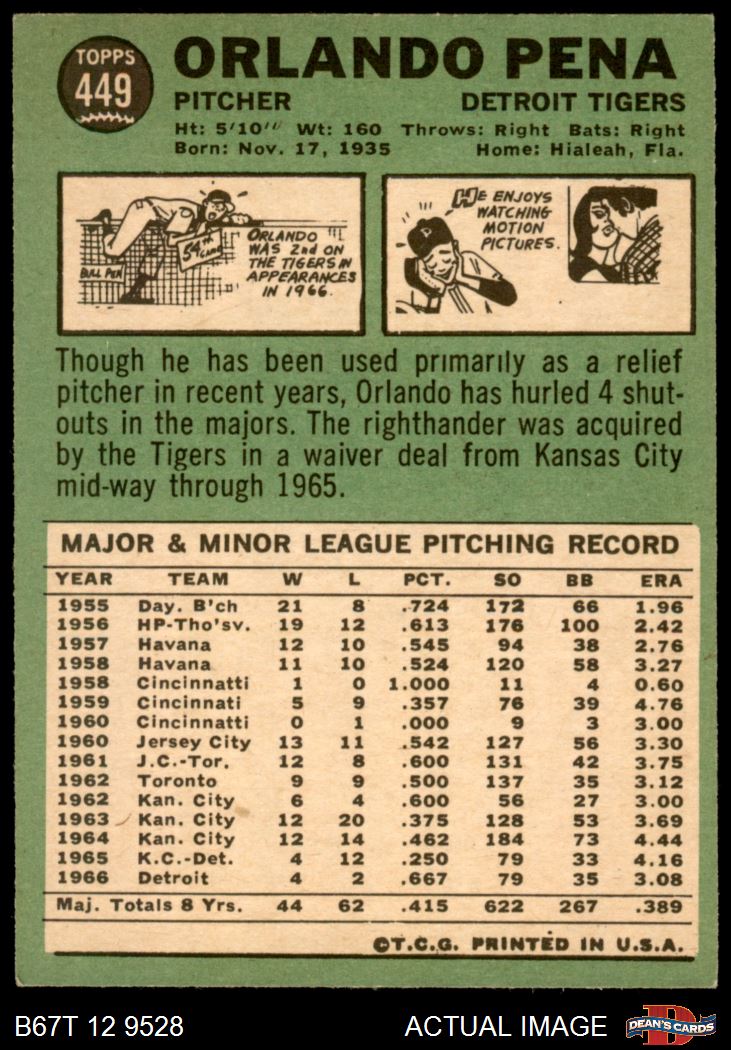 TOPPS
449
ORLANDO PENA
PITCHER DETROIT TIGERS
Ht: 5'10" Wt: 160 Throws: Right Bats: Right
Born: Nov. 17, 1935 Home: Hialeah, Fla.
BULL PEN
54th GAME
ORLANDO
WAS 2nd ON
THE TIGERS IN
APPEARANCES
IN 1966.
HE ENJOYS
WATCHING
MOTION
PICTURES.
Though he has been used primarily as a relief
pitcher in recent years, Orlando has hurled 4 shut-
outs in the majors. The righthander was acquired
by the Tigers in a waiver deal from Kansas City
mid-way through 1965.
MAJOR & MINOR LEAGUE PITCHING RECORD
YEAR TEAM W L PCT. SO BB ERA
1955 Day. B'ch 21 8 .724 172 66 1.96
1956 HP-Tho'sv. 19 12 .613 176 100 2.42
1957 Havana 12 10 .545 94 38 2.76
1958 Havana 11 10 .524 120 58 3.27
1958 Cincinnatti 1 0 1.000 11 4 0.60
1959 Cincinnati 5 9 .357 76 39 4.76
1960 Cincinnatti 0 1 .000 9 3 3.00
1960 Jersey City 13 11 .542 127 56 3.30
1961 J.C.-Tor. 12 8 .600 131 42 3.75
1962 Toronto 9 9 .500 137 35 3.12
1962 Kan. City 6 4 .600 56 27 3.00
1963 Kan. City 12 20 .375 128 53 3.69
1964 Kan. City 12 14 .462 184 73 4.44
1965 K.C.-Det. 4 12 .250 79 33 4.16
1966 Detroit 4 2 .667 79 35 3.08
Maj. Totals 8 Yrs. 44 62 .415 622 267 .389
©T.C.G. PRINTED IN U.S.A.
B67T 12 9528 ACTUAL IMAGE
D
DEAN'S CARDS